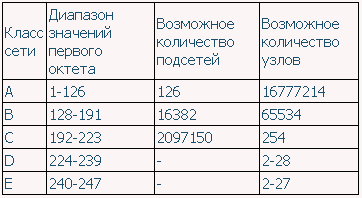 Класс сети Диапазон значений первого октета Возможное количество подсетей Возможное количество узлов
A 1-126 126 16777214
B 128-191 16382 65534
C 192-223 2097150 254
D 224-239 - 2-28
E 240-247 - 2-27